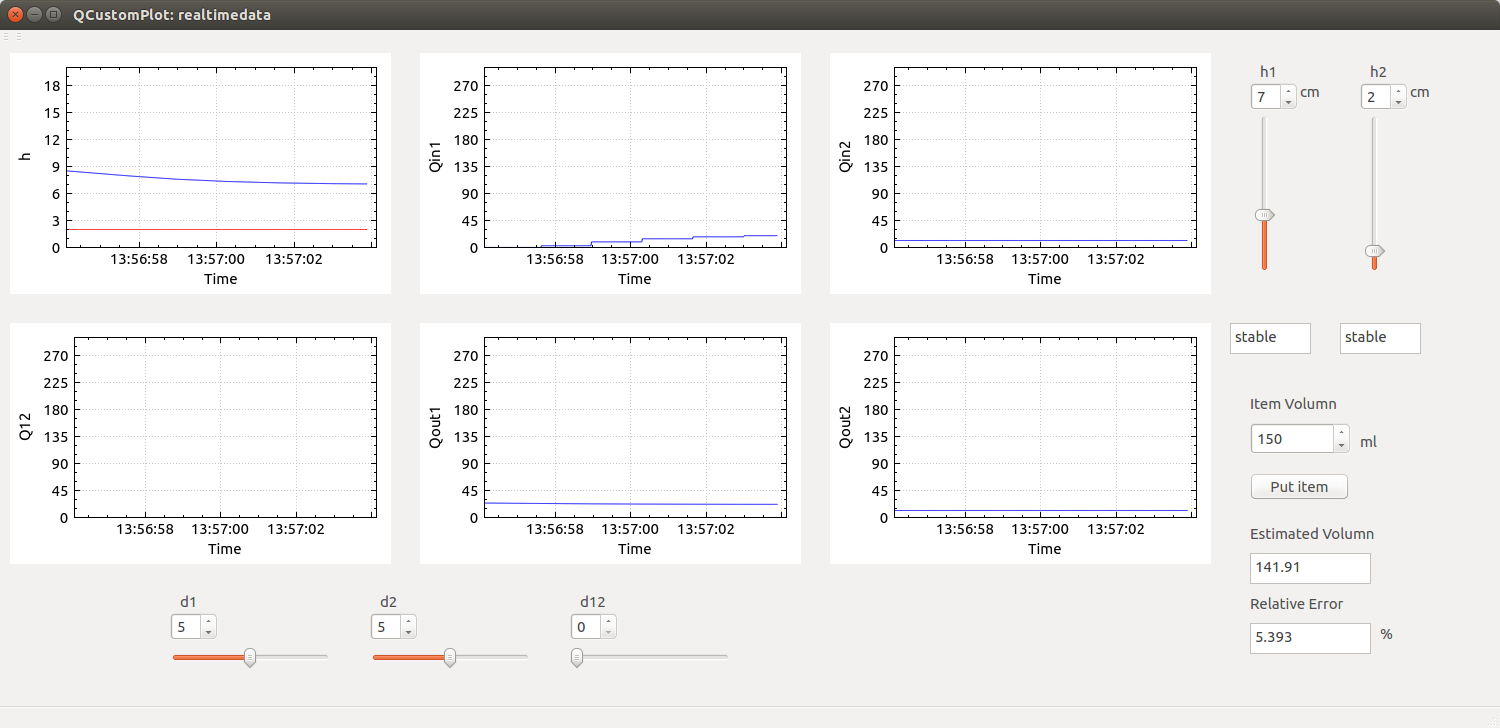 QCustomPlot: realtimedata
18
15
12
9
6
3
0
h
13:56:58 13:57:00 13:57:02
Time
270
225
180
135
90
45
0
Qin1
13:56:58 13:57:00 13:57:02
Time
270
225
180
135
90
45
0
Qin2
13:56:58 13:57:00 13:57:02
Time
h1 h2
7 cm 2 cm
270
225
180
135
90
45
0
Q12
13:56:58 13:57:00 13:57:02
Time
270
225
180
135
90
45
0
Qout1
13:56:58 13:57:00 13:57:02
Time
270
225
180
135
90
45
0
Qout2
13:56:58 13:57:00 13:57:02
Time
stable stable
Item Volumn
150 ml
Put item
Estimated Volumn
141.91
Relative Error
5.393 %
d1 d2 d12
5 5 0